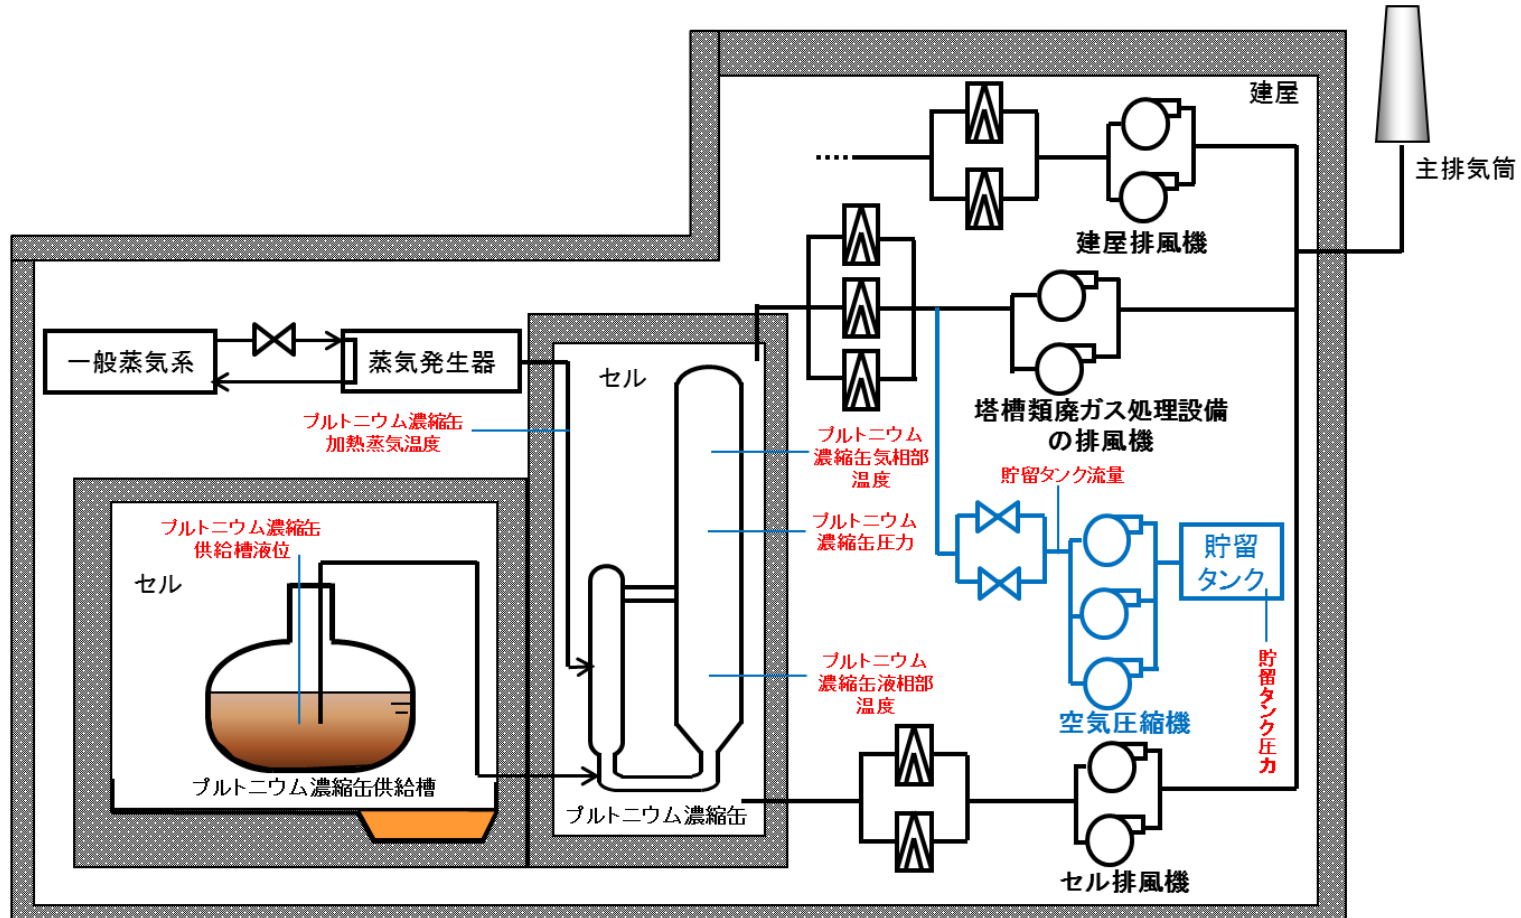 建屋
主排気筒
建屋排風機
一般蒸気系
蒸気発生器
セル
プルトニウム濃縮缶
加熱蒸気温度
プルトニウム
濃縮缶気相部
温度
塔槽類廃ガス処理設備
の排風機
貯留タンク流量
プルトニウム濃縮缶
供給槽液位
セル
プルトニウム
濃縮缶圧力
貯留
タンク
プルトニウム
濃縮缶液相部
温度
貯留タンク圧力
空気圧縮機
プルトニウム濃縮缶供給槽
プルトニウム濃縮缶
セル排風機